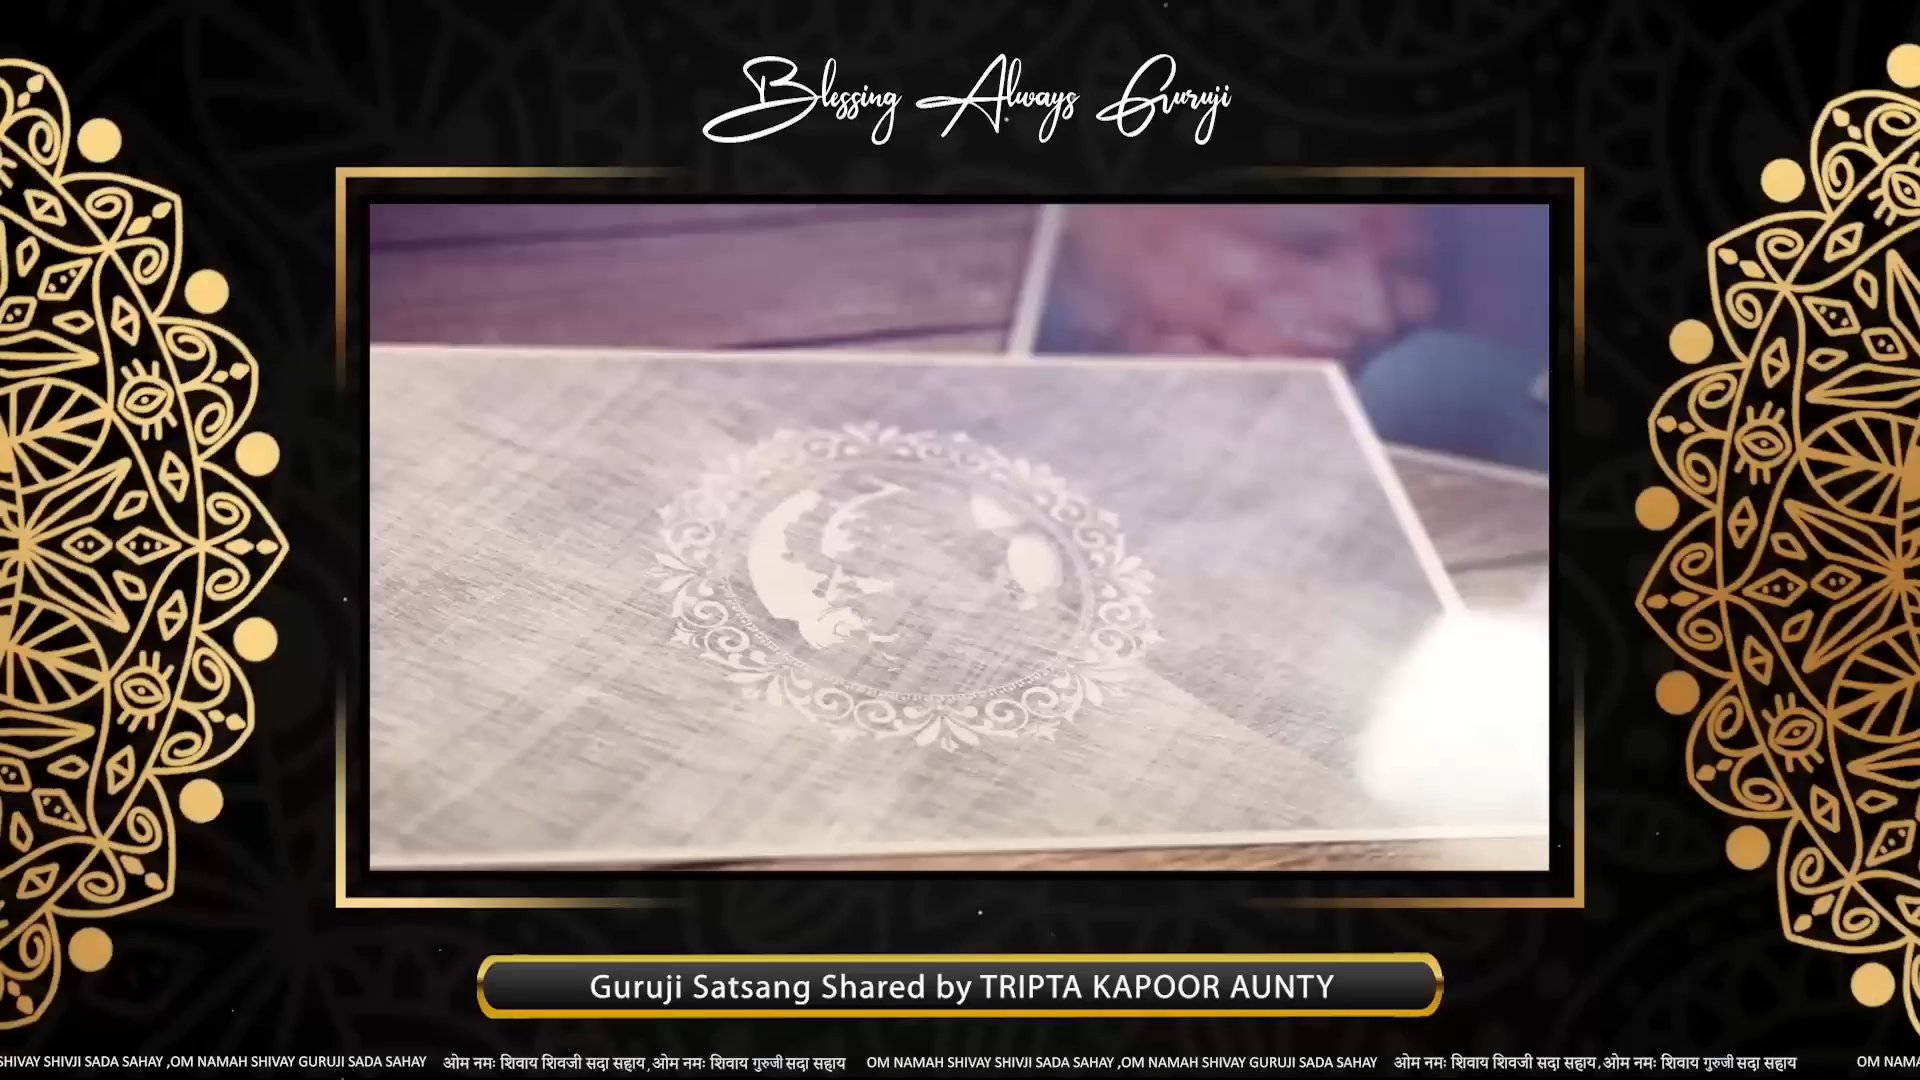 Blessing Always Guruji
Guruji Satsang Shared by TRIPTA KAPOOR AUNTY
SHIVAY SHIVJI SADA SAHAY ,OM NAMAH SHIVAY GURUJI SADA SAHAY ओम नमः शिवाय शिवजी सदा सहाय,ओम नमः शिवाय गुरुजी सदा सहाय OM NAMAH SHIVAY SHIVJI SADA SAHAY ,OM NAMAH SHIVAY GURUJI SADA SAHAY ओम नमः शिवाय शिवजी सदा सहाय,ओम नमः शिवाय गुरुजी सदा सहाय OM NAMA